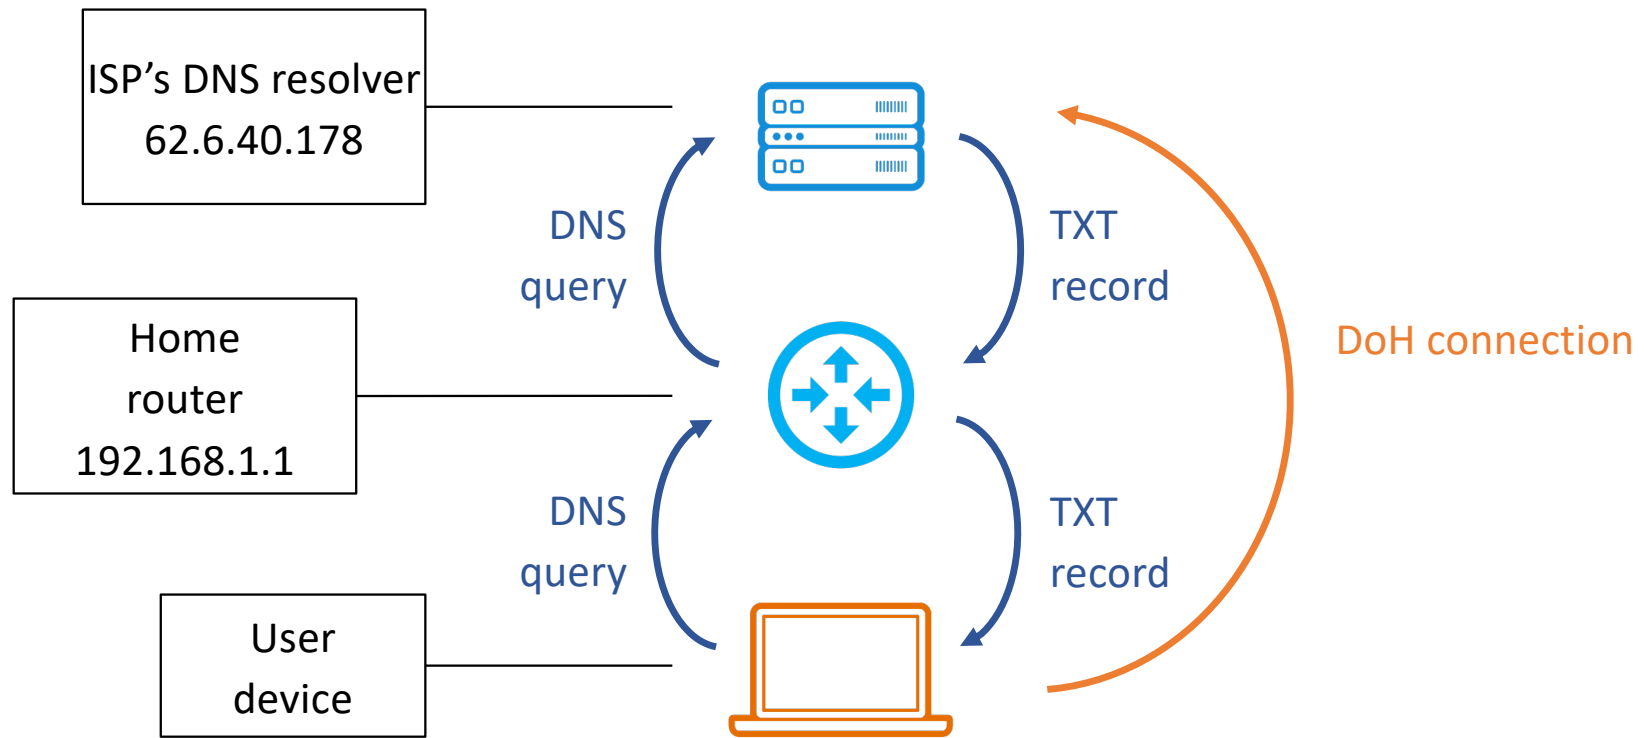 ISP’s DNS resolver
62.6.40.178
DNS
query
TXT
record
Home
router
192.168.1.1
DoH connection
DNS
query
TXT
record
User
device